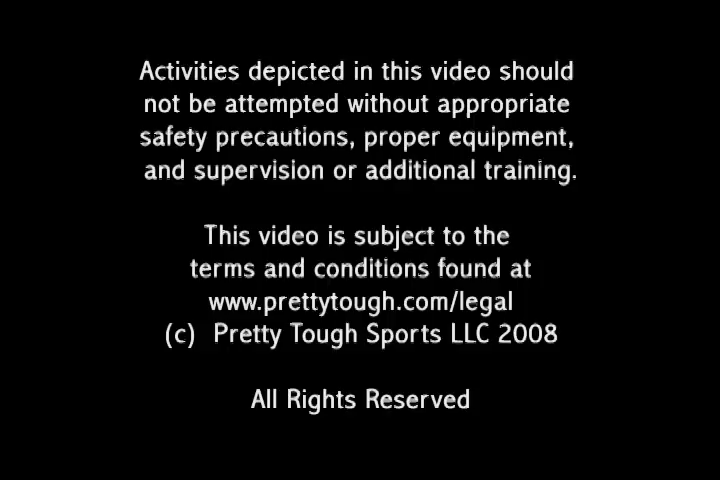 Activities depicted in this video should
not be attempted without appropriate
safety precautions, proper equipment,
and supervision or additional training.
This video is subject to the
terms and conditions found at
www.prettytough.com/legal
(c) Pretty Tough Sports LLC 2008
All Rights Reserved